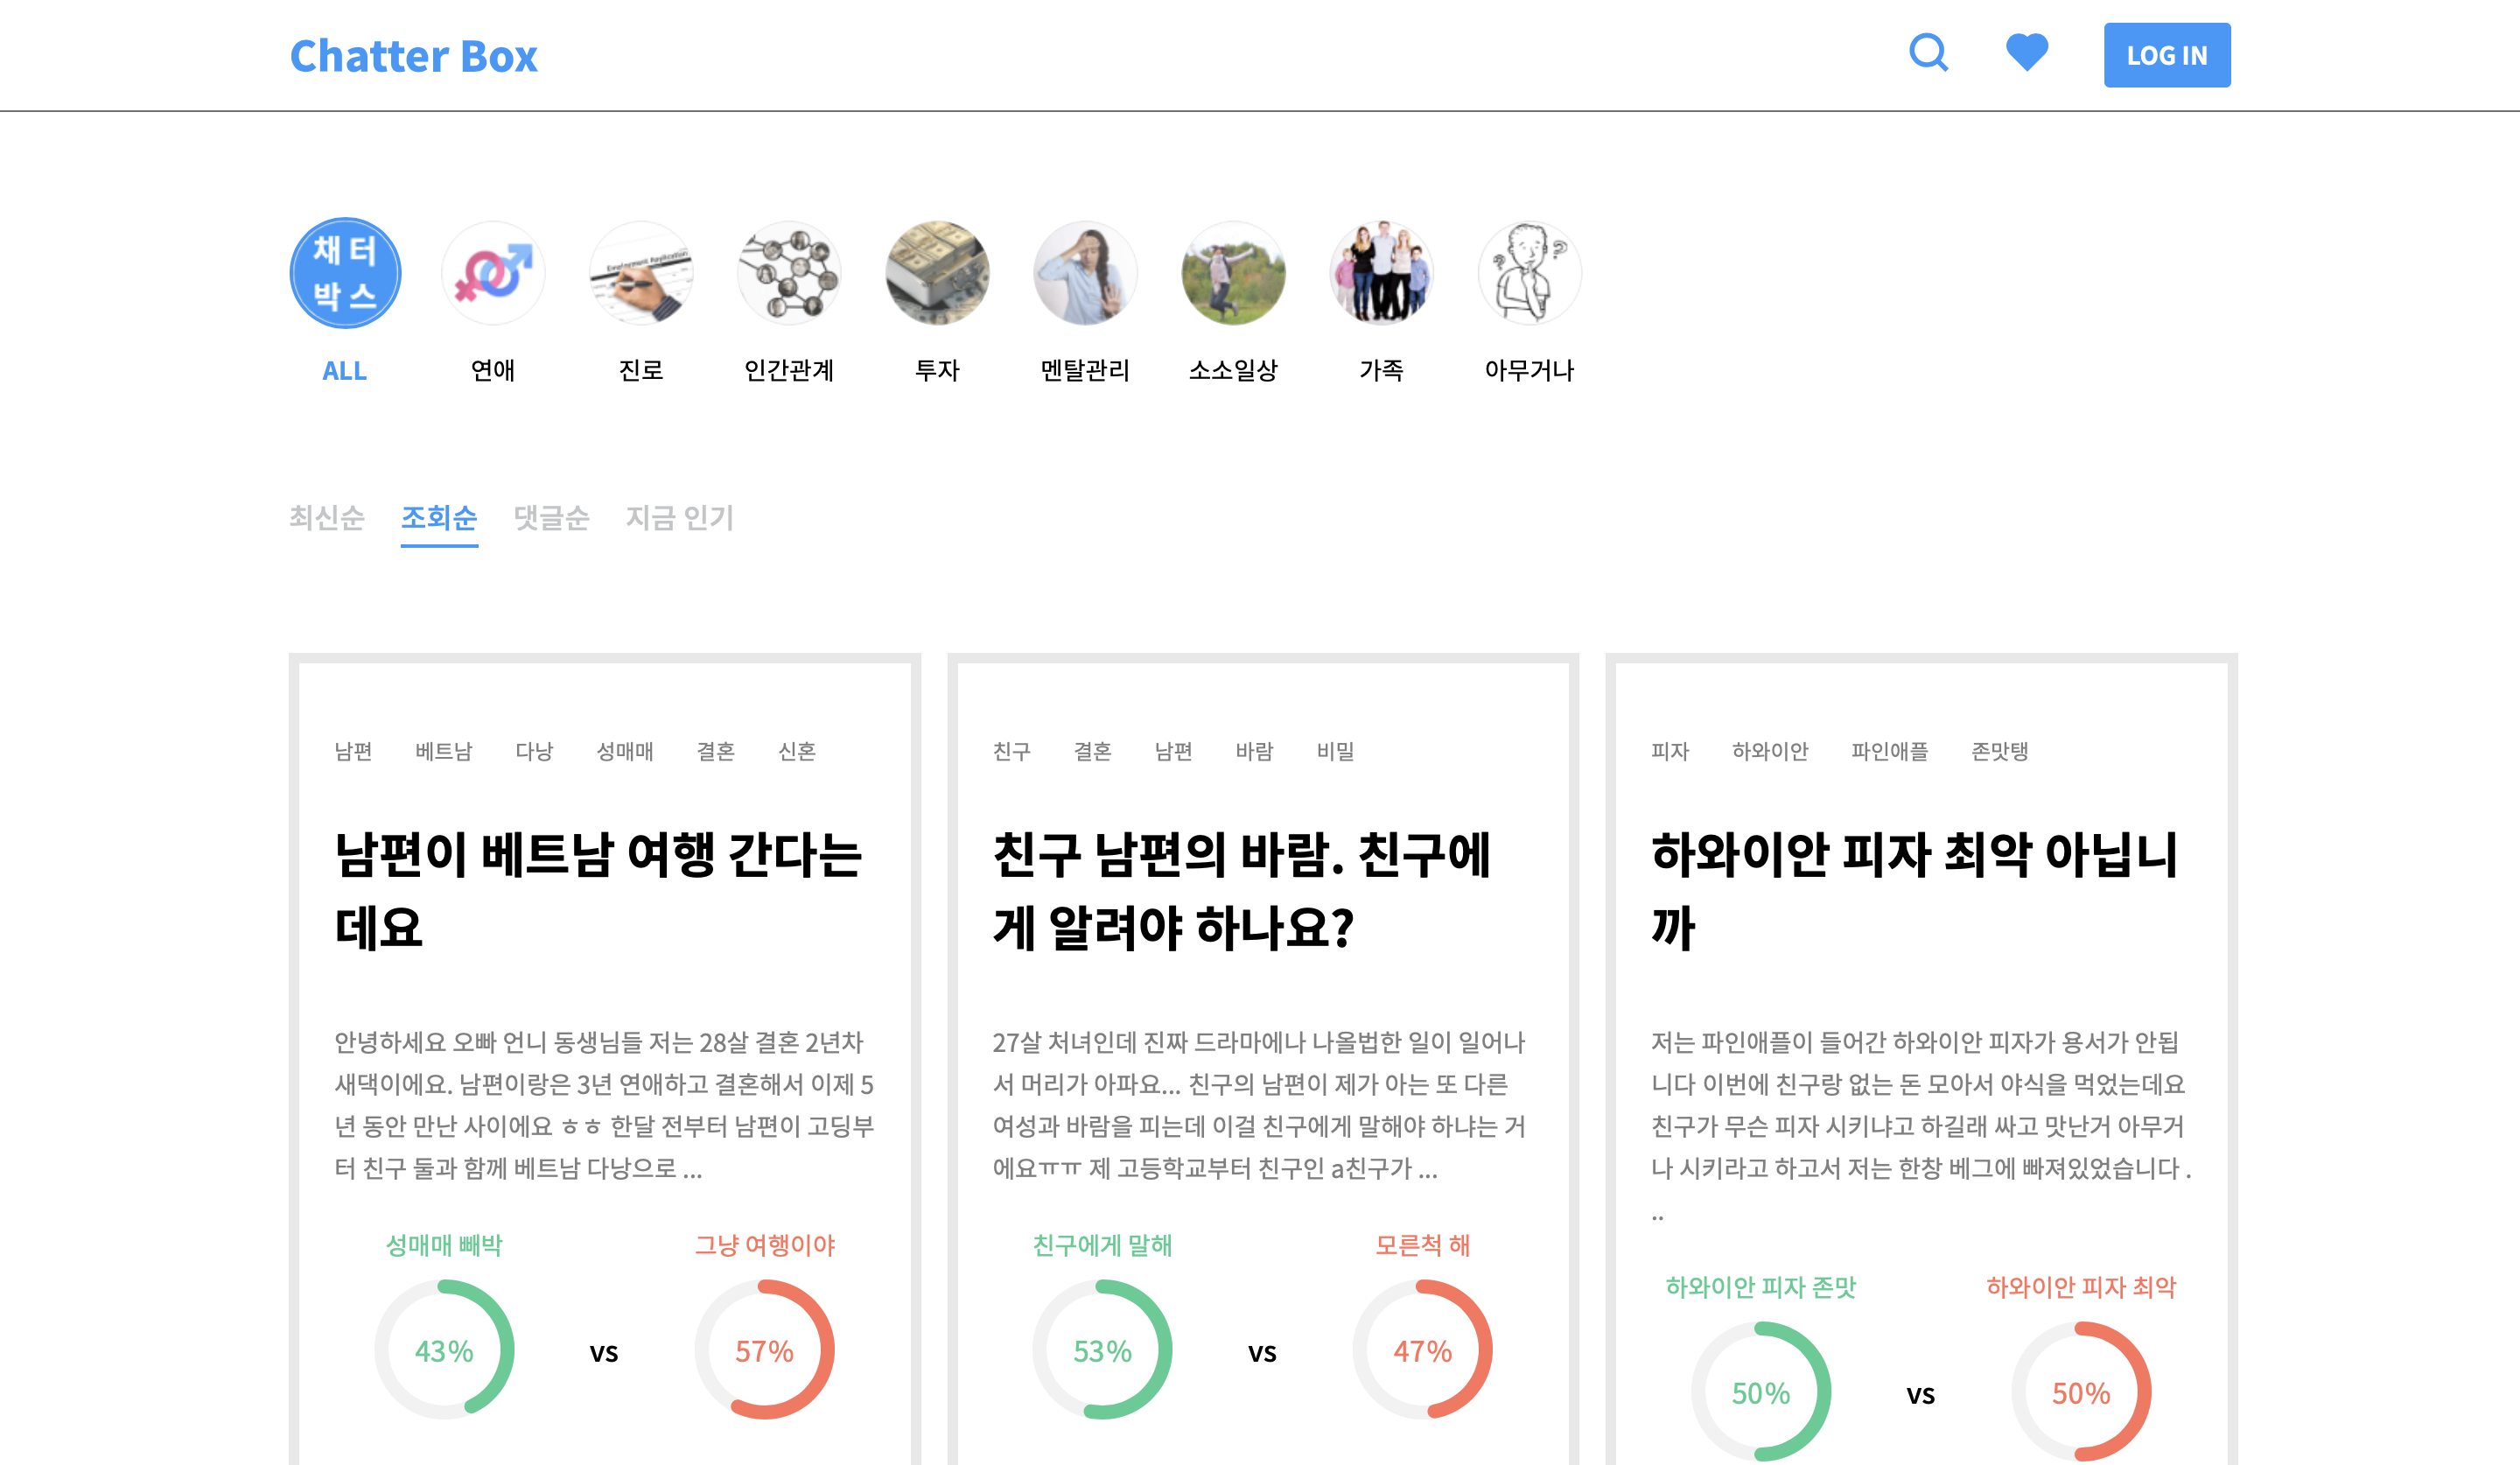 Chatter Box
LOG IN
채 터
박 스
Employment Application
ALL 연애 진로 인간관계 투자 멘탈관리 소소일상 가족 아무거나
최신순 조회순 댓글순 지금 인기
남편 베트남 다낭 성매매 결혼 신혼
남편이 베트남 여행 간다는
데요
안녕하세요 오빠 언니 동생님들 저는 28살 결혼 2년차
새댁이에요. 남편이랑은 3년 연애하고 결혼해서 이제 5
년 동안 만난 사이에요 ㅎㅎ 한달 전부터 남편이 고딩부
터 친구 둘과 함께 베트남 다낭으로 ...
성매매 빼박 그냥 여행이야
43% vs 57%
친구 결혼 남편 바람 비밀
친구 남편의 바람. 친구에
게 알려야 하나요?
27살 처녀인데 진짜 드라마에나 나올법한 일이 일어나
서 머리가 아파요... 친구의 남편이 제가 아는 또 다른
여성과 바람을 피는데 이걸 친구에게 말해야 하냐는 거
에요ㅠㅠ 제 고등학교부터 친구인 a친구가 ...
친구에게 말해 모른척 해
53% vs 47%
피자 하와이안 파인애플 존맛탱
하와이안 피자 최악 아닙니
까
저는 파인애플이 들어간 하와이안 피자가 용서가 안됩
니다 이번에 친구랑 없는 돈 모아서 야식을 먹었는데요
친구가 무슨 피자 시키냐고 하길래 싸고 맛난거 아무거
나 시키라고 하고서 저는 한창 베그에 빠져있었습니다 .
..
하와이안 피자 존맛 하와이안 피자 최악
50% vs 50%